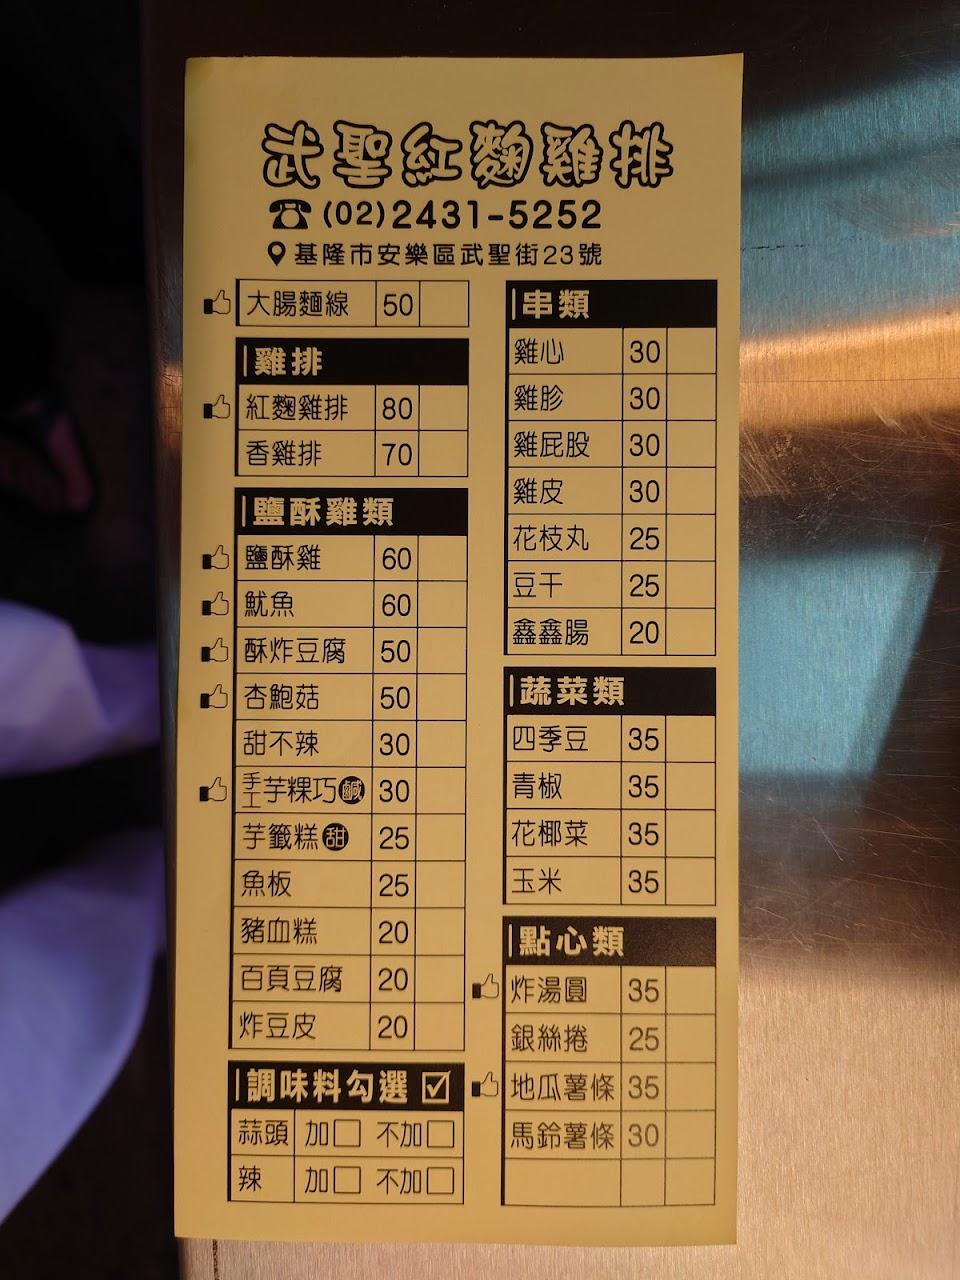 武聖紅麴雞排
(02)2431-5252
基隆市安樂區武聖街23號
大腸麵線 50
雞排
紅麴雞排 80
香雞排 70
鹽酥雞類
鹽酥雞 60
魷魚 60
酥炸豆腐 50
杏鮑菇 50
甜不辣 30
手工芋粿巧鹹 30
芋籤糕甜 25
魚板 25
豬血糕 20
百頁豆腐 20
炸豆皮 20
調味料勾選
蒜頭 加 不加
辣 加 不加
串類
雞心 30
雞胗 30
雞屁股 30
雞皮 30
花枝丸 25
豆干 25
鑫鑫腸 20
蔬菜類
四季豆 35
青椒 35
花椰菜 35
玉米 35
點心類
炸湯圓 35
銀絲捲 25
地瓜薯條 35
馬鈴薯條 30